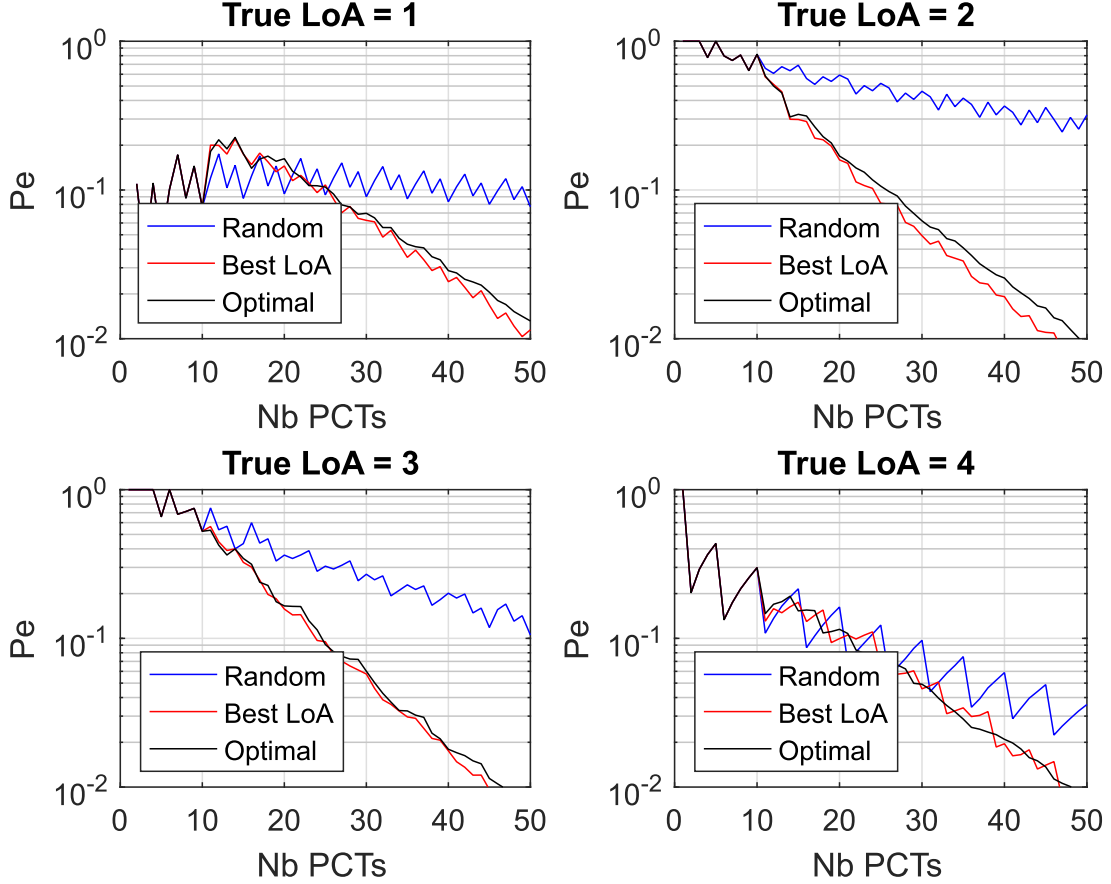 True LoA = 1
10^0
10^-1
10^-2
Pe
Random
Best LoA
Optimal
0 10 20 30 40 50
Nb PCTs
True LoA = 2
10^0
10^-1
10^-2
Pe
Random
Best LoA
Optimal
0 10 20 30 40 50
Nb PCTs
True LoA = 3
10^0
10^-1
10^-2
Pe
Random
Best LoA
Optimal
0 10 20 30 40 50
Nb PCTs
True LoA = 4
10^0
10^-1
10^-2
Pe
Random
Best LoA
Optimal
0 10 20 30 40 50
Nb PCTs